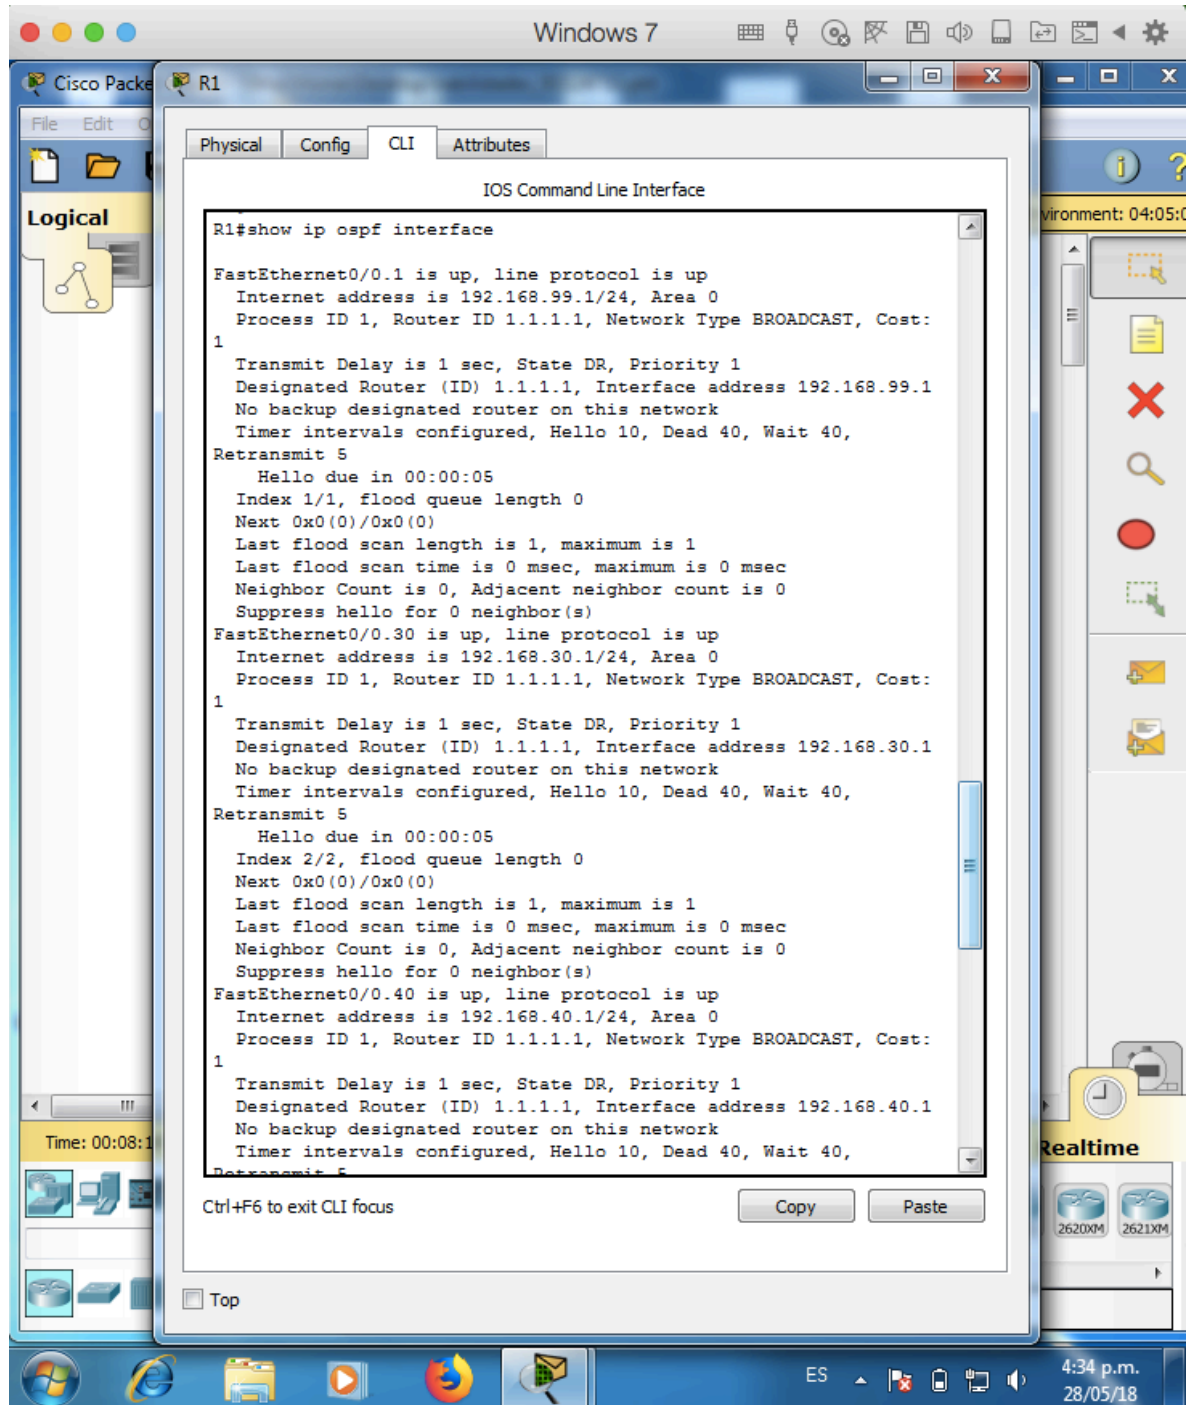 Windows 7
Cisco Packe
R1
File Edit O
Physical Config CLI Attributes
IOS Command Line Interface
Logical
vironment: 04:05:0
R1#show ip ospf interface
FastEthernet0/0.1 is up, line protocol is up
Internet address is 192.168.99.1/24, Area 0
Process ID 1, Router ID 1.1.1.1, Network Type BROADCAST, Cost:
1
Transmit Delay is 1 sec, State DR, Priority 1
Designated Router (ID) 1.1.1.1, Interface address 192.168.99.1
No backup designated router on this network
Timer intervals configured, Hello 10, Dead 40, Wait 40,
Retransmit 5
Hello due in 00:00:05
Index 1/1, flood queue length 0
Next 0x0(0)/0x0(0)
Last flood scan length is 1, maximum is 1
Last flood scan time is 0 msec, maximum is 0 msec
Neighbor Count is 0, Adjacent neighbor count is 0
Suppress hello for 0 neighbor(s)
FastEthernet0/0.30 is up, line protocol is up
Internet address is 192.168.30.1/24, Area 0
Process ID 1, Router ID 1.1.1.1, Network Type BROADCAST, Cost:
1
Transmit Delay is 1 sec, State DR, Priority 1
Designated Router (ID) 1.1.1.1, Interface address 192.168.30.1
No backup designated router on this network
Timer intervals configured, Hello 10, Dead 40, Wait 40,
Retransmit 5
Hello due in 00:00:05
Index 2/2, flood queue length 0
Next 0x0(0)/0x0(0)
Last flood scan length is 1, maximum is 1
Last flood scan time is 0 msec, maximum is 0 msec
Neighbor Count is 0, Adjacent neighbor count is 0
Suppress hello for 0 neighbor(s)
FastEthernet0/0.40 is up, line protocol is up
Internet address is 192.168.40.1/24, Area 0
Process ID 1, Router ID 1.1.1.1, Network Type BROADCAST, Cost:
1
Transmit Delay is 1 sec, State DR, Priority 1
Designated Router (ID) 1.1.1.1, Interface address 192.168.40.1
No backup designated router on this network
Timer intervals configured, Hello 10, Dead 40, Wait 40,
Retransmit 5
Time: 00:08:1
Realtime
Ctrl+F6 to exit CLI focus
Copy Paste
2620XM 2621XM
Top
ES
4:34 p.m.
28/05/18